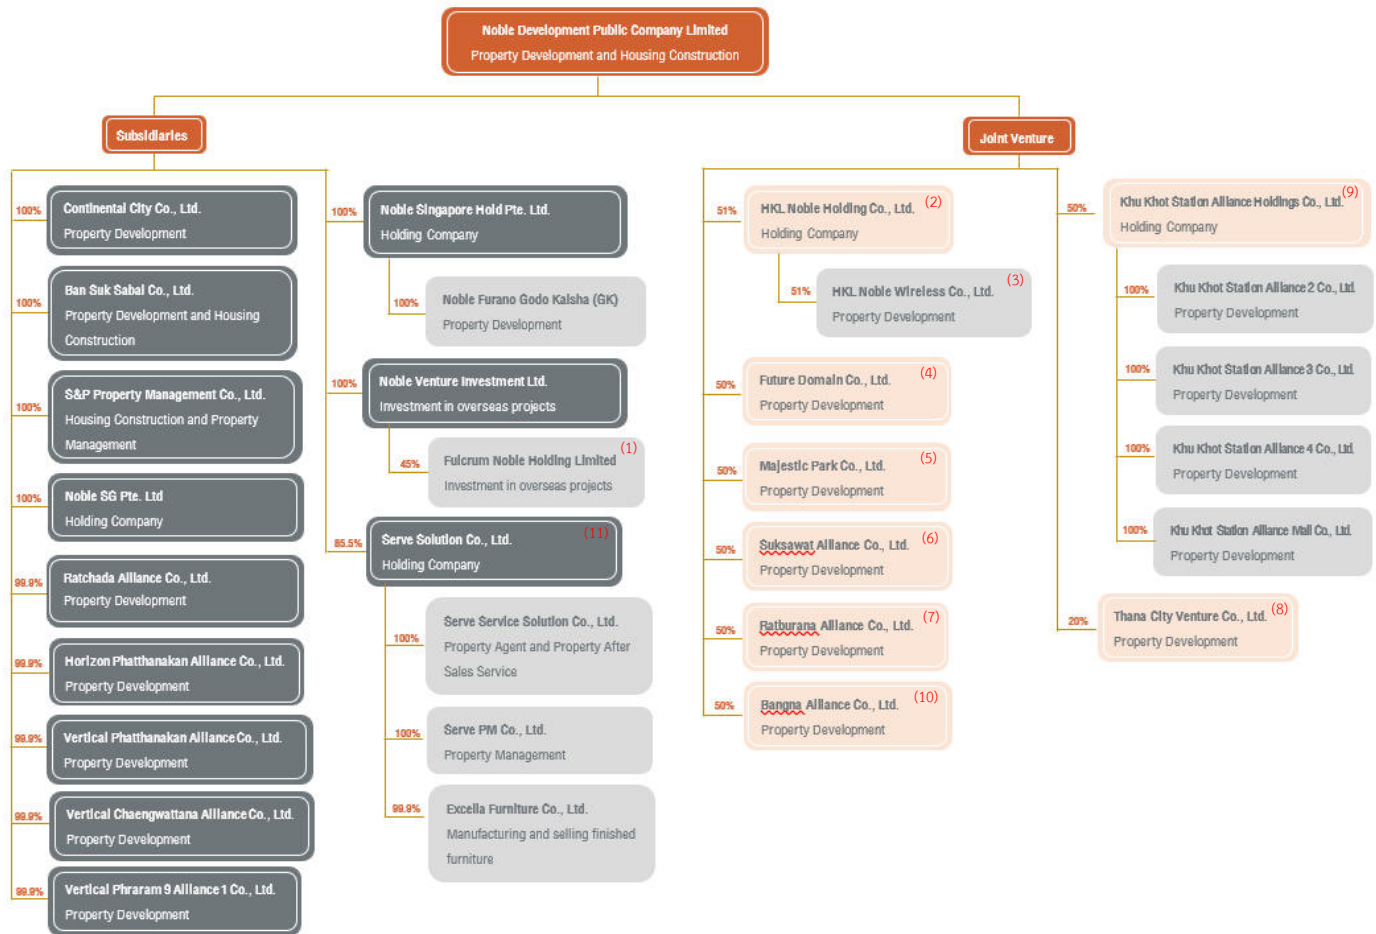 Noble Development Public Company Limited
Property Development and Housing Construction
Subsidiaries
100%
Continental City Co., Ltd.
Property Development
100%
Ban Suk Sabai Co., Ltd.
Property Development and Housing
Construction
100%
S&P Property Management Co., Ltd.
Housing Construction and Property
Management
100%
Noble SG Pte. Ltd
Holding Company
99.9%
Ratchada Alliance Co., Ltd.
Property Development
99.9%
Horizon Phatthanakan Alliance Co., Ltd.
Property Development
99.9%
Vertical Phatthanakan Alliance Co., Ltd.
Property Development
99.9%
Vertical Chaengwattana Alliance Co., Ltd.
Property Development
99.9%
Vertical Phraram 9 Alliance 1 Co., Ltd.
Property Development
100%
Noble Singapore Hold Pte. Ltd.
Holding Company
100%
Noble Furano Godo Kaisha (GK)
Property Development
100%
Noble Venture Investment Ltd.
Investment in overseas projects
45%
Fulcrum Noble Holding Limited (1)
Investment in overseas projects
85.5%
Serve Solution Co., Ltd. (11)
Holding Company
100%
Serve Service Solution Co., Ltd.
Property Agent and Property After
Sales Service
100%
Serve PM Co., Ltd.
Property Management
99.9%
Excella Furniture Co., Ltd.
Manufacturing and selling finished
furniture
Joint Venture
51%
HKL Noble Holding Co., Ltd. (2)
Holding Company
51%
HKL Noble Wireless Co., Ltd. (3)
Property Development
50%
Future Domain Co., Ltd. (4)
Property Development
50%
Majestic Park Co., Ltd. (5)
Property Development
50%
Suksawat Alliance Co., Ltd. (6)
Property Development
50%
Ratburana Alliance Co., Ltd. (7)
Property Development
50%
Bangna Alliance Co., Ltd. (10)
Property Development
50%
Khu Khot Station Alliance Holdings Co., Ltd. (9)
Holding Company
100%
Khu Khot Station Alliance 2 Co., Ltd.
Property Development
100%
Khu Khot Station Alliance 3 Co., Ltd.
Property Development
100%
Khu Khot Station Alliance 4 Co., Ltd.
Property Development
100%
Khu Khot Station Alliance Mall Co., Ltd.
Property Development
20%
Thana City Venture Co., Ltd. (8)
Property Development